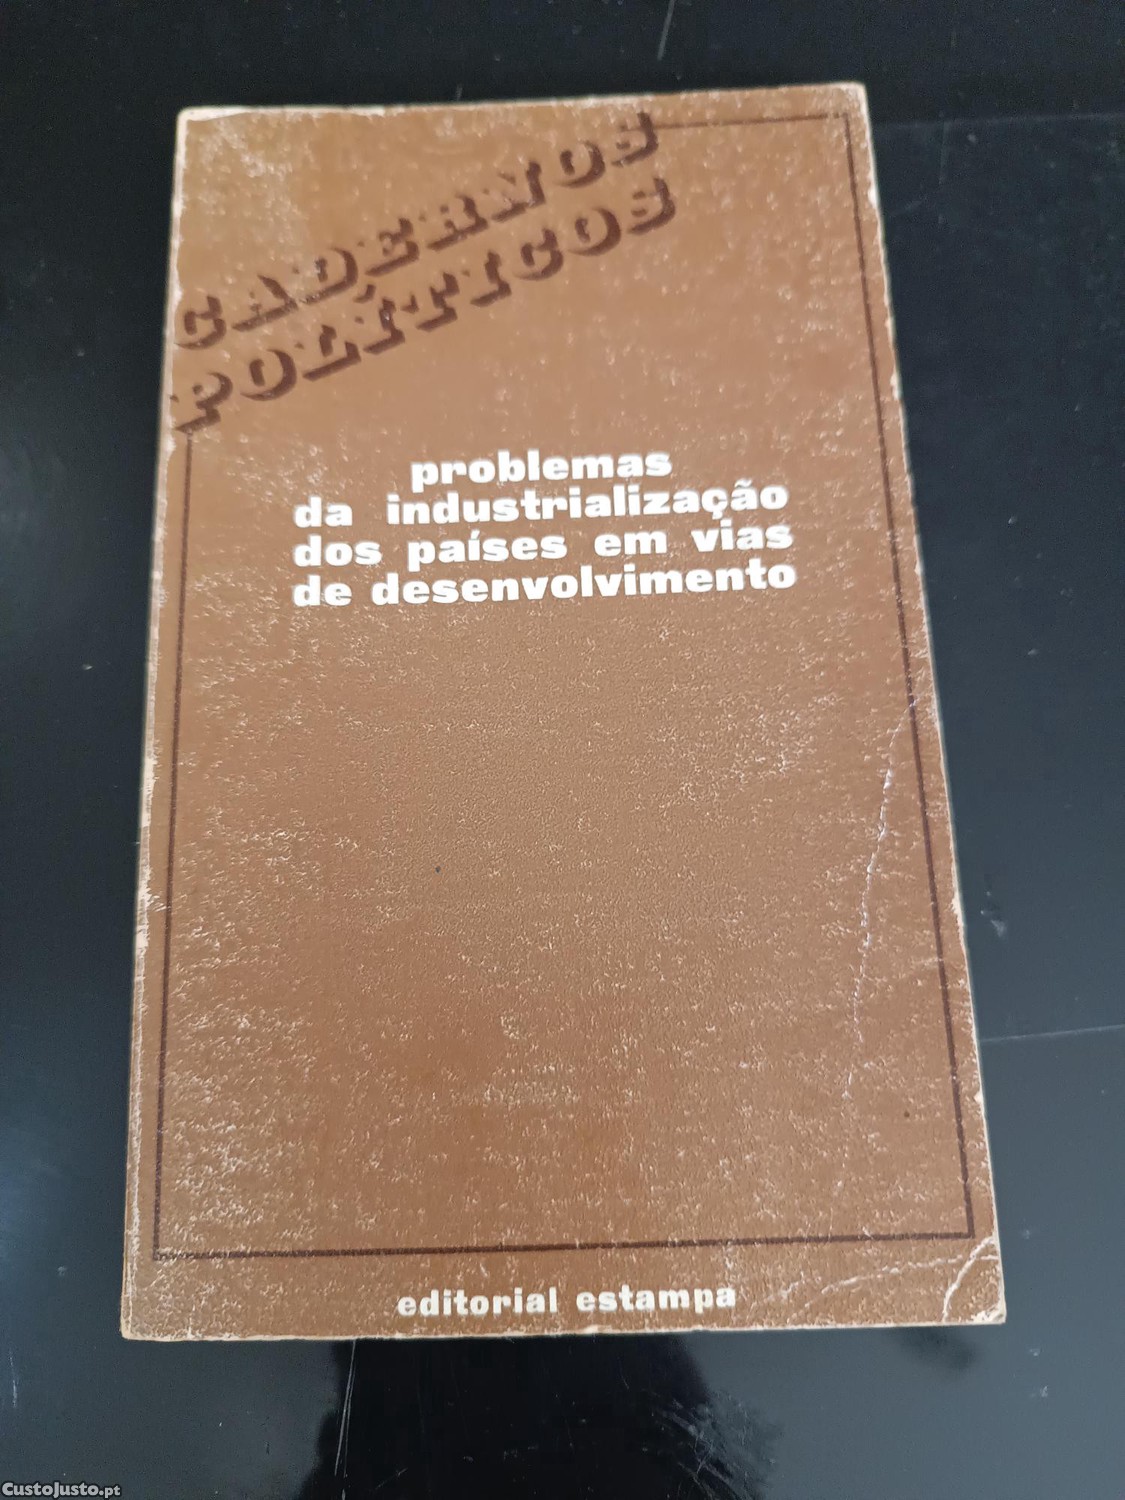 CADERNOS
POLÍTICOS
problemas
da industrialização
dos países em vias
de desenvolvimento
editorial estampa
CustoJusto.pt